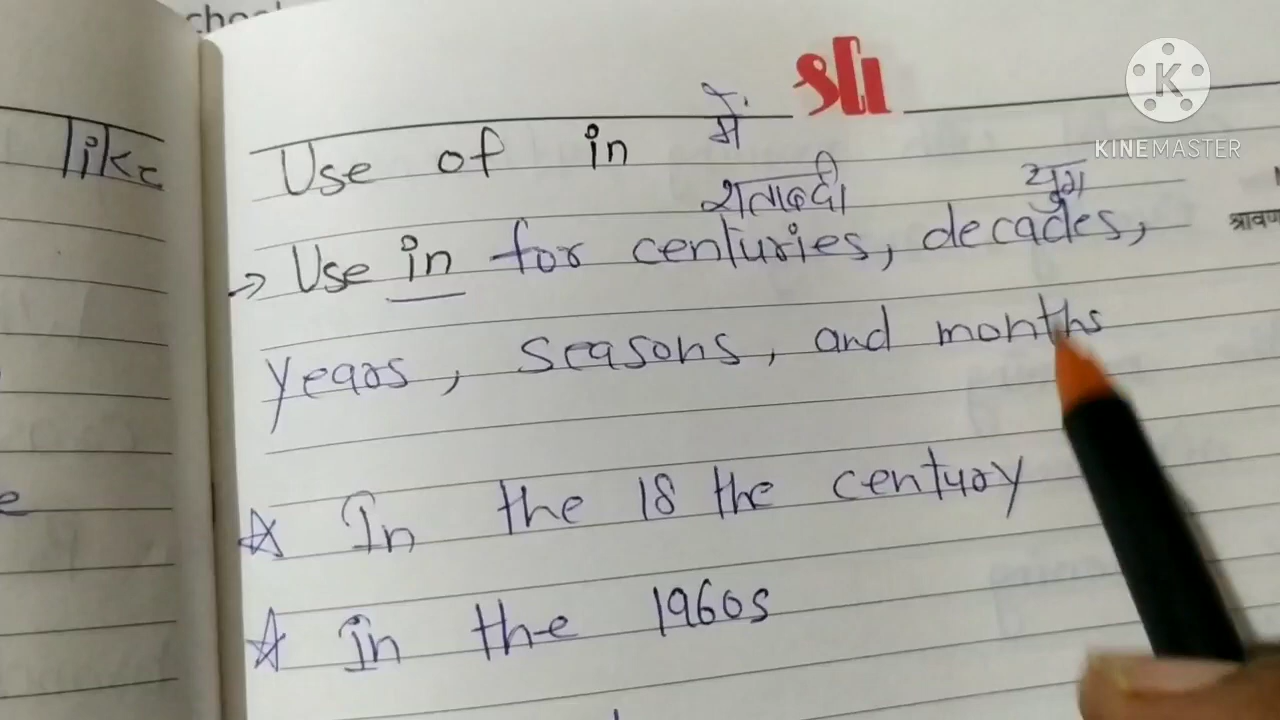 like
Use of in में
शताब्दी युग
→ Use in for centuries, decades,
years, seasons, and months
☆ In the 18 the century
☆ In the 1960s
श्रावण
K
KINEMASTER